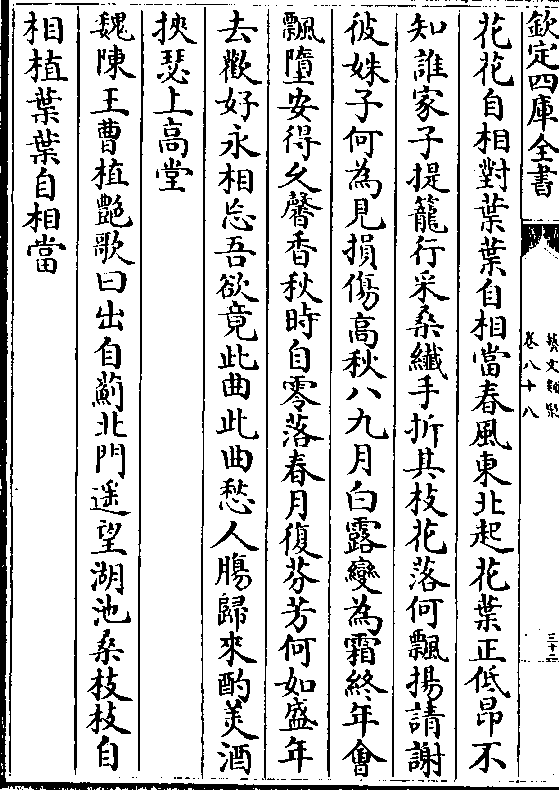 欽定四庫全書
藝文類聚
卷八十八
三十二
花花自相對葉葉自相當春風東北起花葉正低昂不
知誰家子提籠行采桑纎手折其枝花落何飄揚請謝
彼姝子何為見損傷高秋八九月白露變為霜終年會
飄墮安得久馨香秋時自零落春月復芬芳何如盛年
去歡好永相忘吾欲竟此曲此曲愁人腸歸來酌美酒
挾瑟上高堂
魏陳王曹植艶歌曰出自薊北門遥望湖池桑枝枝自
相植葉葉自相當